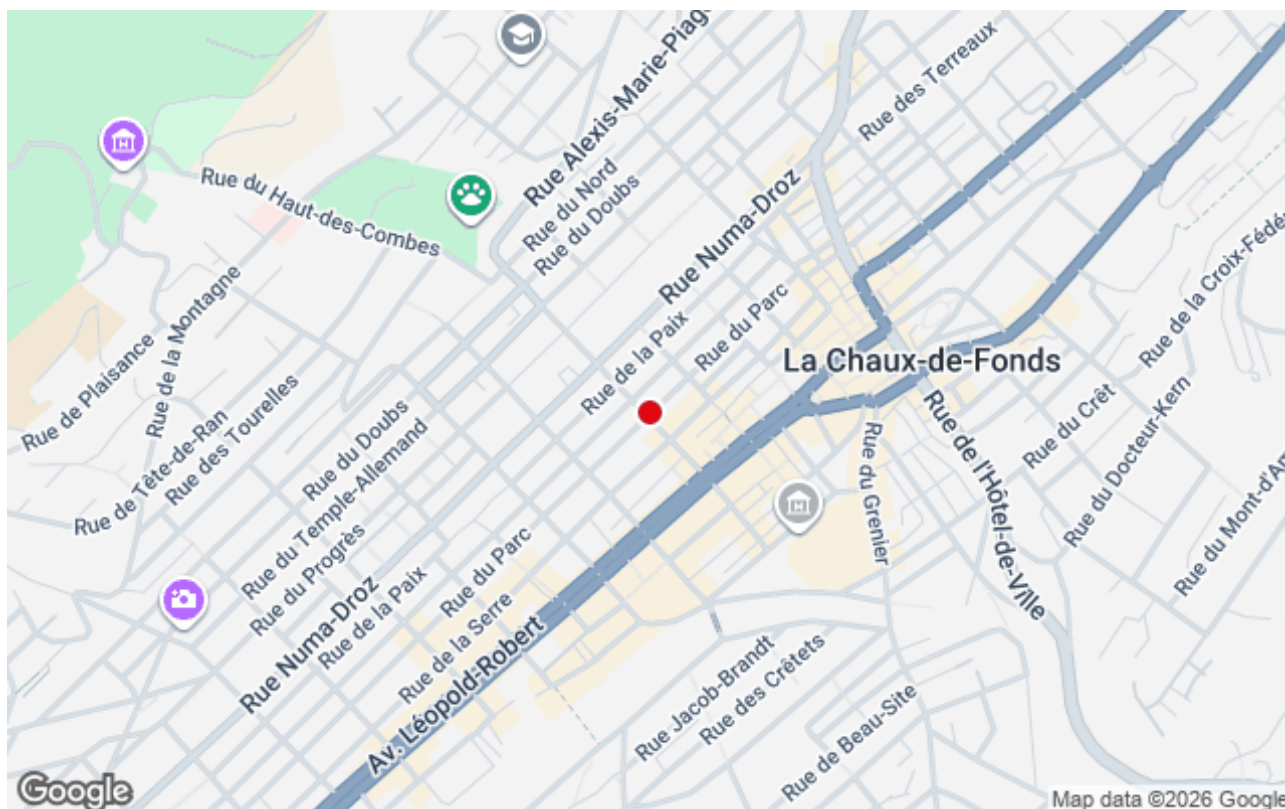 Rue Alexis-Marie-Piag
Rue des Terreaux
Rue du Haut-des-Combes
Rue du Nord
Rue du Doubs
Rue Numa-Droz
Rue de la Croix-Fédé
Rue de la Montagne
Rue de la Paix
Rue du Parc
La Chaux-de-Fonds
Rue de Plaisance
Rue des Tourelles
Rue de Tête-de-Ran
Rue du Doubs
Rue du Temple-Allemand
Rue du Progrès
Rue du Crêt
Rue du Docteur-Kern
Rue de l'Hôtel-de-Ville
Rue du Grenier
Rue du Mont-d'Am
Rue du Parc
Rue de la Paix
Rue Numa-Droz
Rue de la Serre
Av. Léopold-Robert
Rue Jacob-Brandt
Rue des Crêtets
Rue de Beau-Site
Google
Map data ©2026 Google